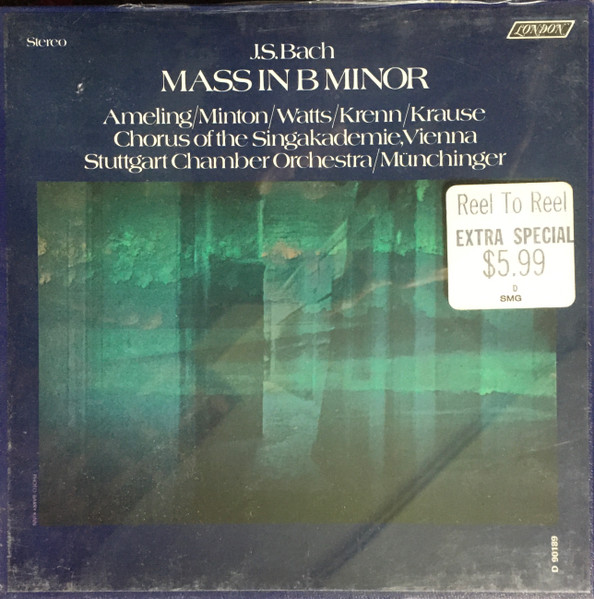 Stereo
LONDON
J.S.Bach
MASS IN B MINOR
Ameling/Minton/Watts/Krenn/Krause
Chorus of the Singakademie, Vienna
Stuttgart Chamber Orchestra/Münchinger
Reel To Reel
EXTRA SPECIAL
$5.99
D
SMG
D 90189